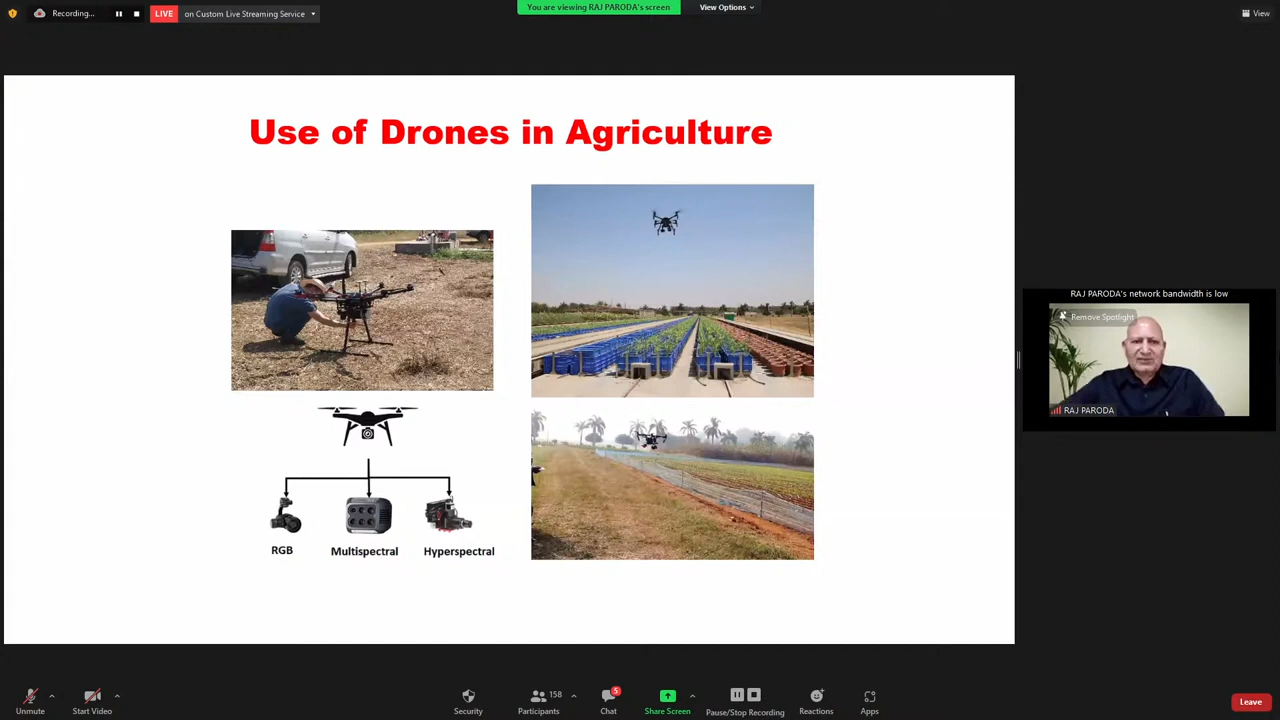 Recording...
LIVE
on Custom Live Streaming Service
You are viewing RAJ PARODA's screen
View Options
View
Use of Drones in Agriculture
RGB
Multispectral
Hyperspectral
RAJ PARODA's network bandwidth is low
Remove Spotlight
RAJ PARODA
Unmute
Start Video
Security
158
Participants
5
Chat
Share Screen
Pause/Stop Recording
Reactions
Apps
Leave